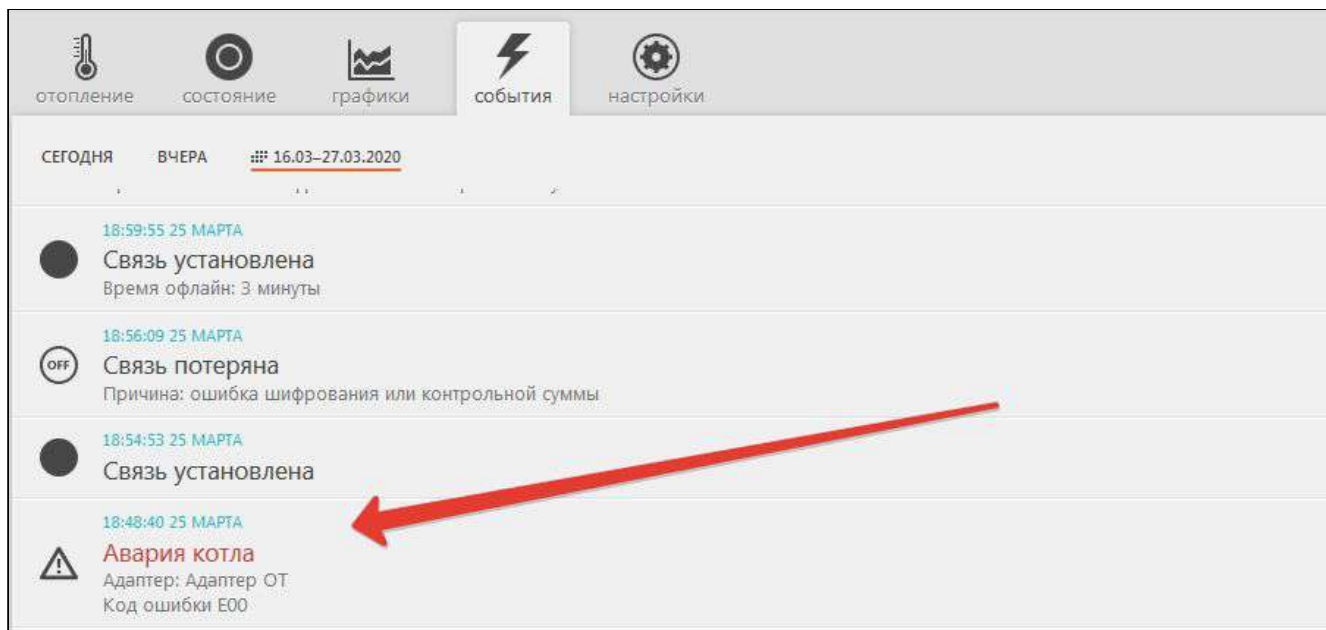 отопление состояние графики события настройки
СЕГОДНЯ ВЧЕРА 16.03–27.03.2020
18:59:55 25 МАРТА
Связь установлена
Время офлайн: 3 минуты
18:56:09 25 МАРТА
OFF
Связь потеряна
Причина: ошибка шифрования или контрольной суммы
18:54:53 25 МАРТА
Связь установлена
18:48:40 25 МАРТА
Авария котла
Адаптер: Адаптер ОТ
Код ошибки E00